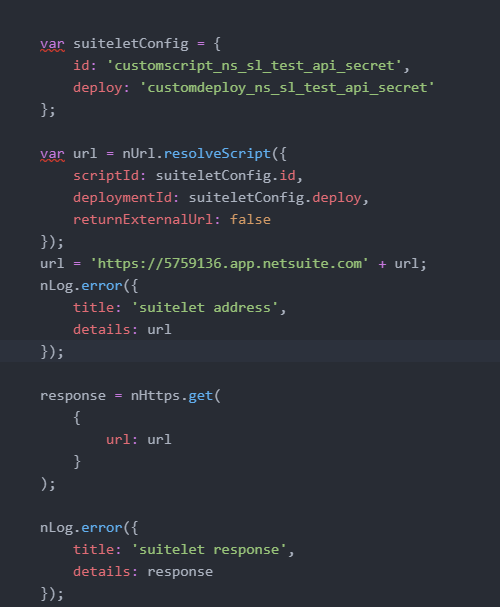 var suiteletConfig = {
    id: 'customscript_ns_sl_test_api_secret',
    deploy: 'customdeploy_ns_sl_test_api_secret'
};
var url = nUrl.resolveScript({
    scriptId: suiteletConfig.id,
    deploymentId: suiteletConfig.deploy,
    returnExternalUrl: false
});
url = 'https://5759136.app.netsuite.com' + url;
nLog.error({
    title: 'suitelet address',
    details: url
});
response = nHttps.get(
    {
        url: url
    }
);
nLog.error({
    title: 'suitelet response',
    details: response
});